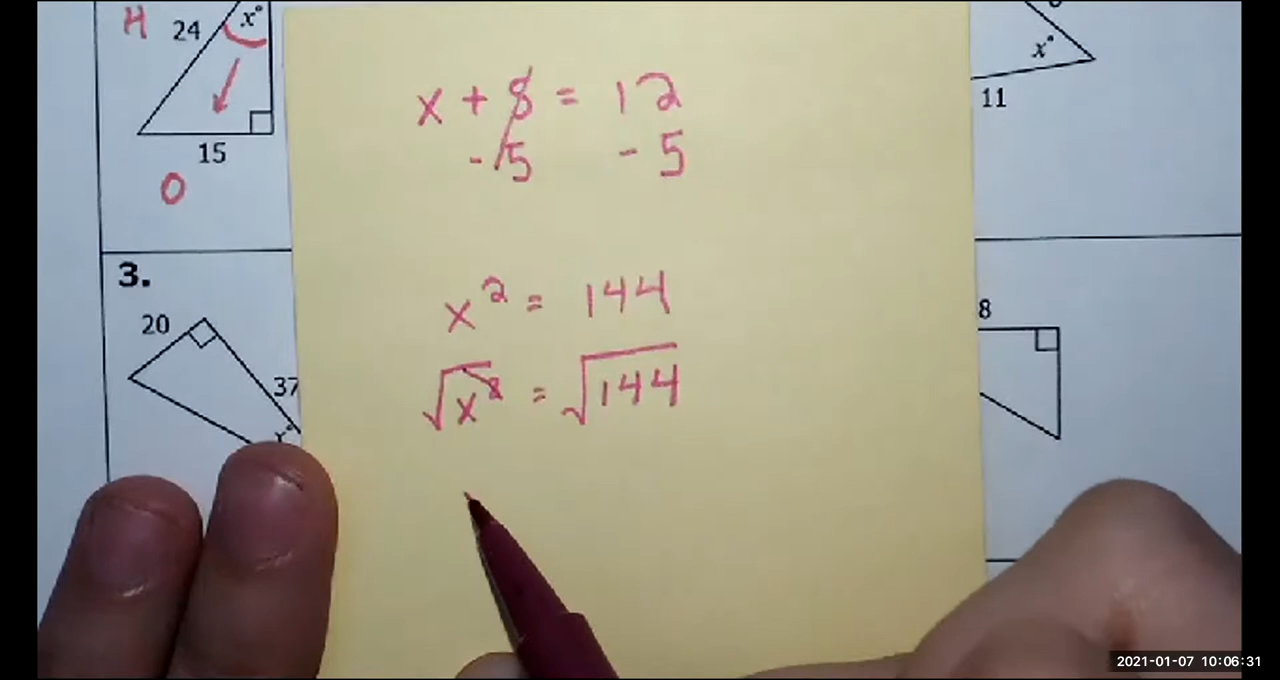 H 24 x°
15
O
x + 5 = 12
- 5 - 5
x² = 144
√x² = √144
x°
11
3.
20
37
x°
8
2021-01-07 10:06:31